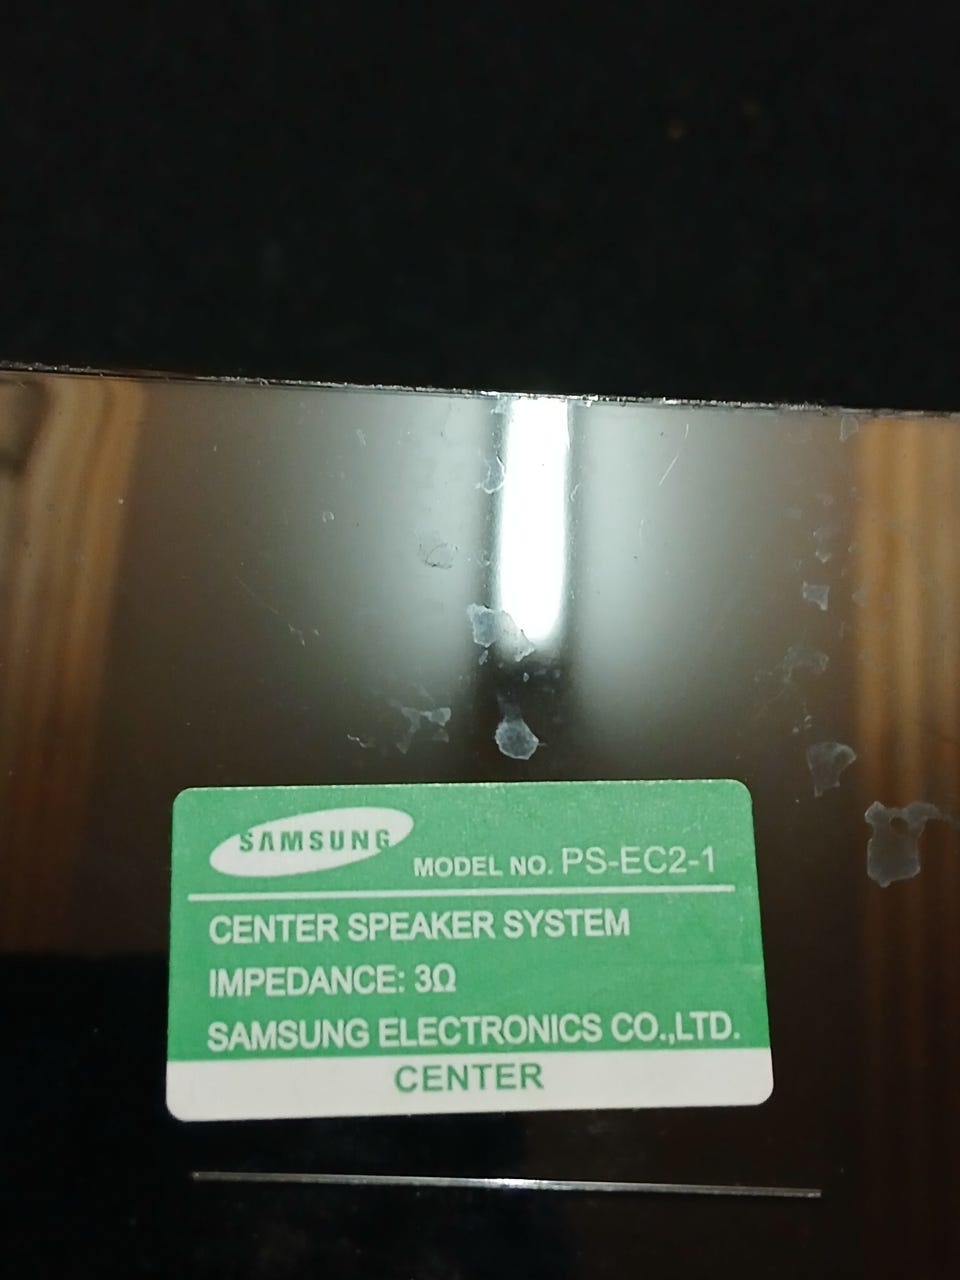 SAMSUNG
MODEL NO. PS-EC2-1
CENTER SPEAKER SYSTEM
IMPEDANCE: 3Ω
SAMSUNG ELECTRONICS CO.,LTD.
CENTER